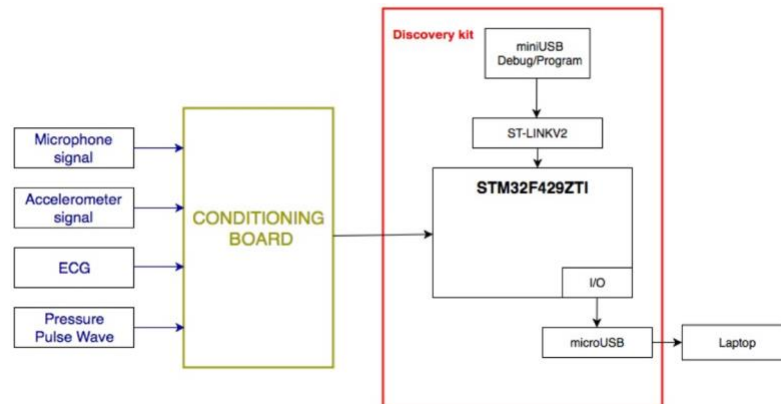 Discovery kit
miniUSB
Debug/Program
ST-LINKV2
STM32F429ZTI
I/O
microUSB
Laptop
Microphone
signal
Accelerometer
signal
ECG
Pressure
Pulse Wave
CONDITIONING
BOARD